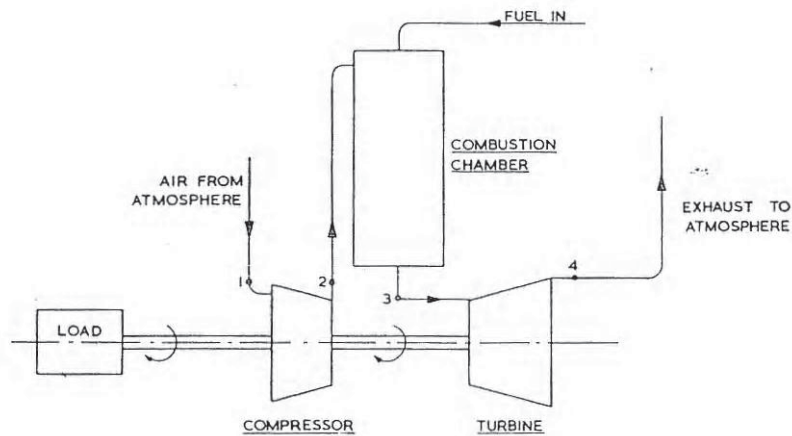 FUEL IN
COMBUSTION
CHAMBER
AIR FROM
ATMOSPHERE
EXHAUST TO
ATMOSPHERE
1
2
3
4
LOAD
COMPRESSOR
TURBINE